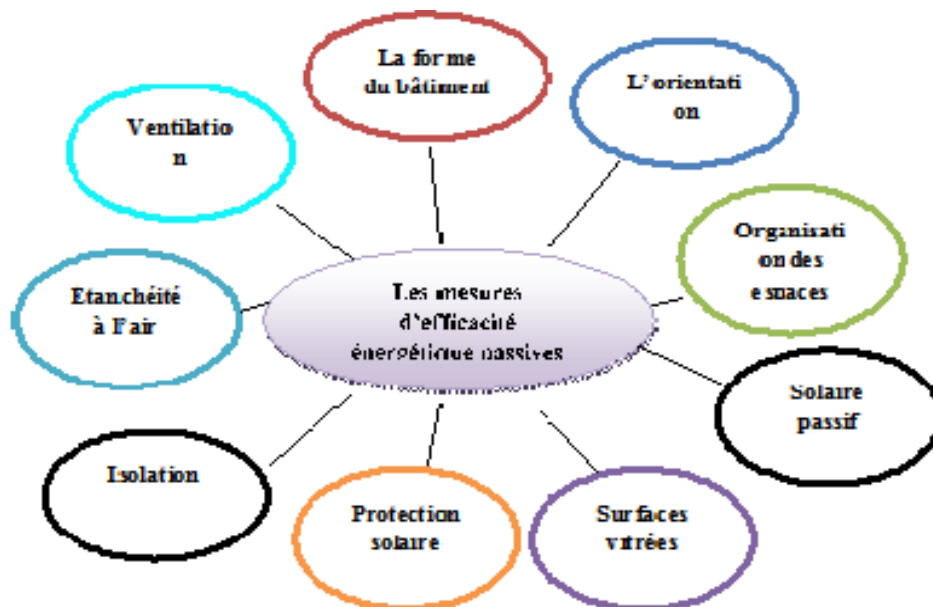 La forme
du bâtiment
L'orientati
on
Ventilatio
n
Organisati
on des
espaces
Etanchéité
à l'air
Les mesures
d'efficacité
énergétique passives
Solaire
passif
Isolation
Protection
solaire
Surfaces
vitrées